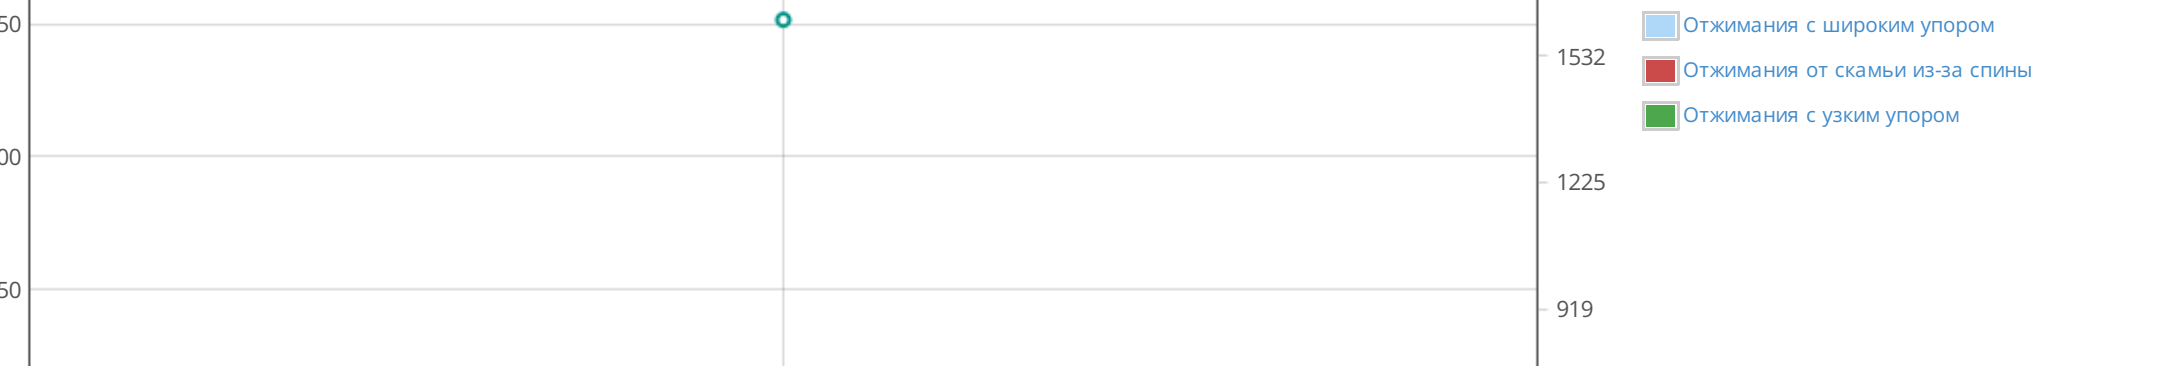 50
00
50
1532
1225
919
Отжимания с широким упором
Отжимания от скамьи из-за спины
Отжимания с узким упором